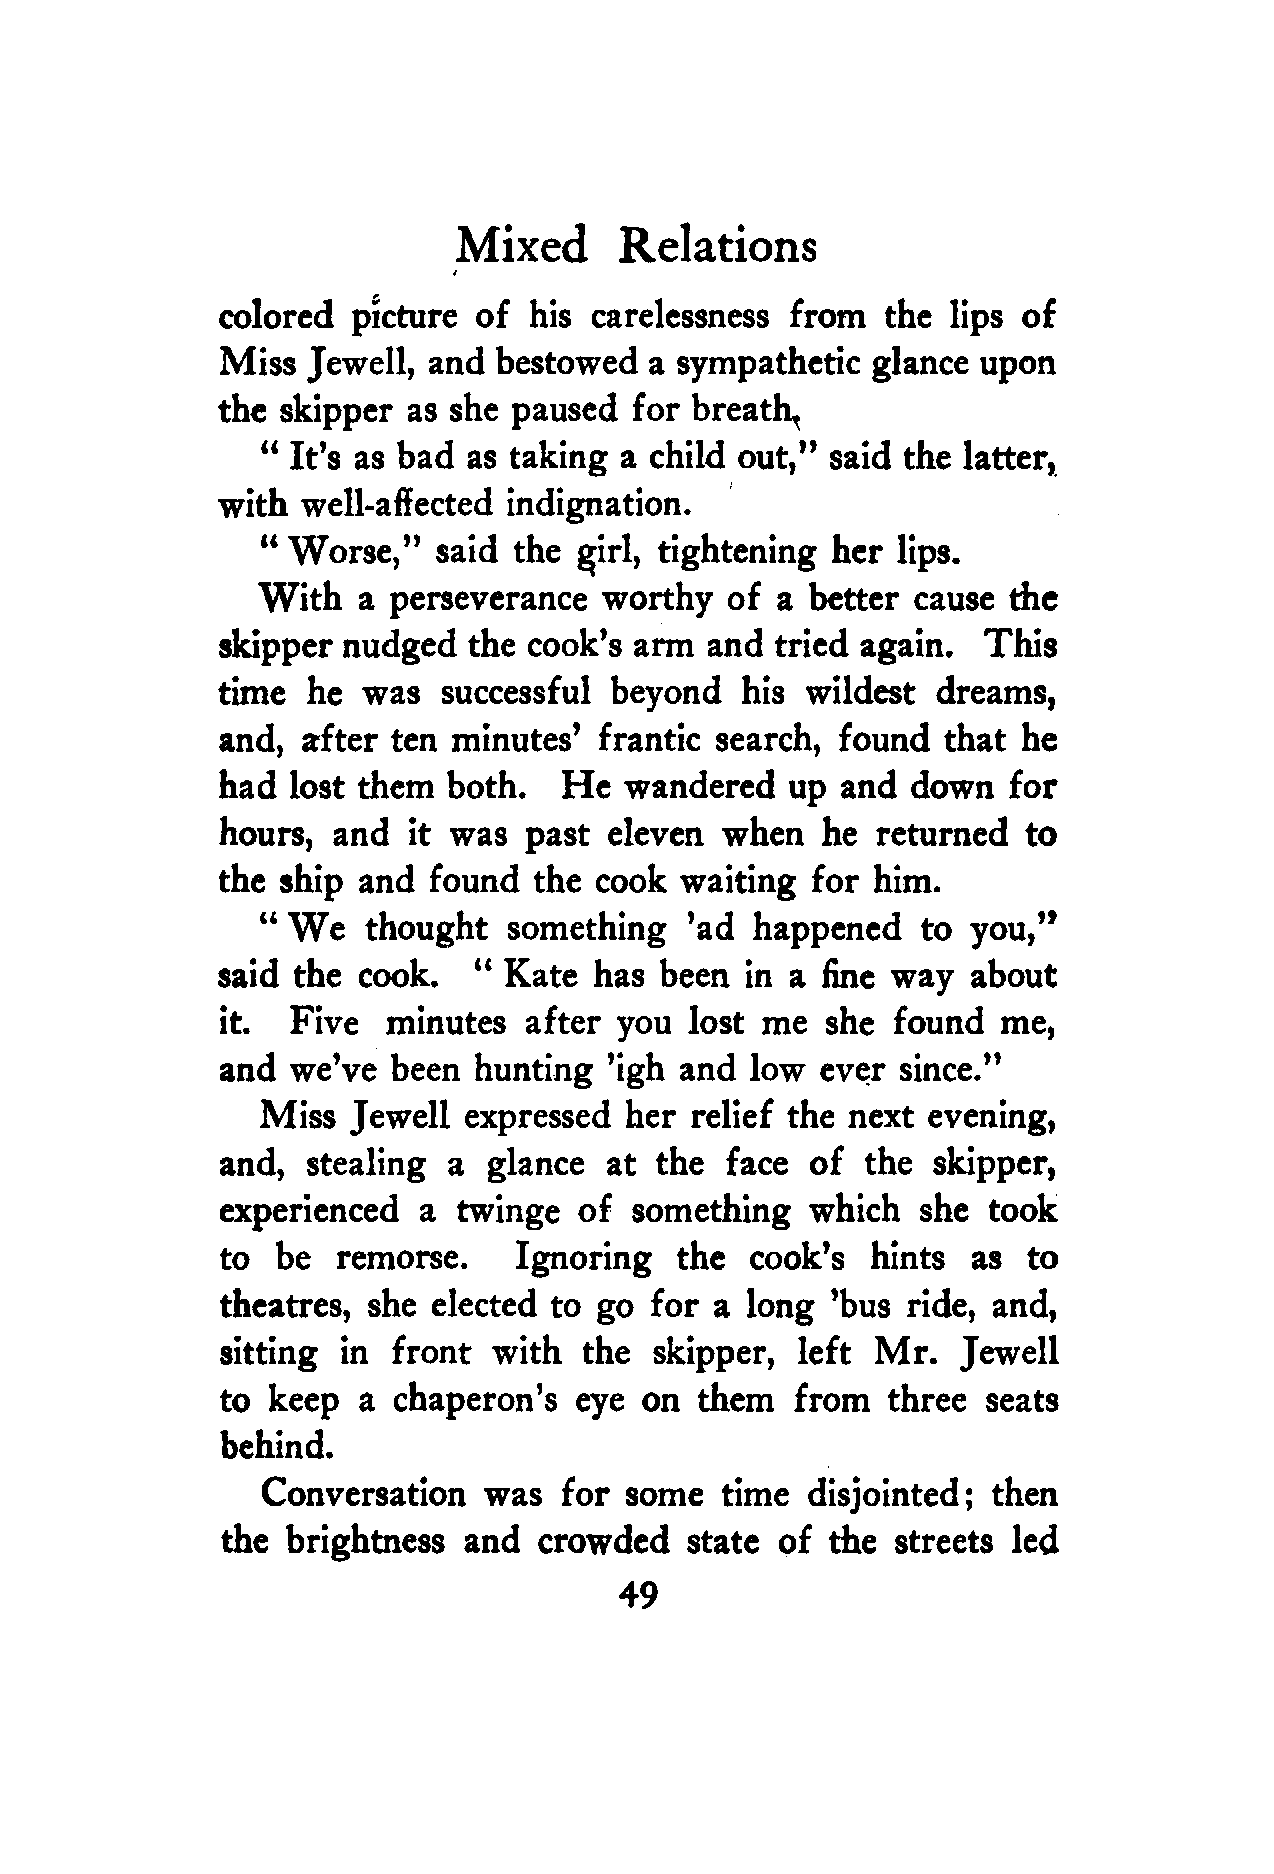 Mixed Relations
colored picture of his carelessness from the lips of
Miss Jewell, and bestowed a sympathetic glance upon
the skipper as she paused for breath,
" It's as bad as taking a child out," said the latter,
with well-affected indignation.
" Worse," said the girl, tightening her lips.
With a perseverance worthy of a better cause the
skipper nudged the cook's arm and tried again. This
time he was successful beyond his wildest dreams,
and, after ten minutes' frantic search, found that he
had lost them both. He wandered up and down for
hours, and it was past eleven when he returned to
the ship and found the cook waiting for him.
" We thought something 'ad happened to you,"
said the cook. " Kate has been in a fine way about
it. Five minutes after you lost me she found me,
and we've been hunting 'igh and low ever since."
Miss Jewell expressed her relief the next evening,
and, stealing a glance at the face of the skipper,
experienced a twinge of something which she took
to be remorse. Ignoring the cook's hints as to
theatres, she elected to go for a long 'bus ride, and,
sitting in front with the skipper, left Mr. Jewell
to keep a chaperon's eye on them from three seats
behind.
Conversation was for some time disjointed; then
the brightness and crowded state of the streets led
49